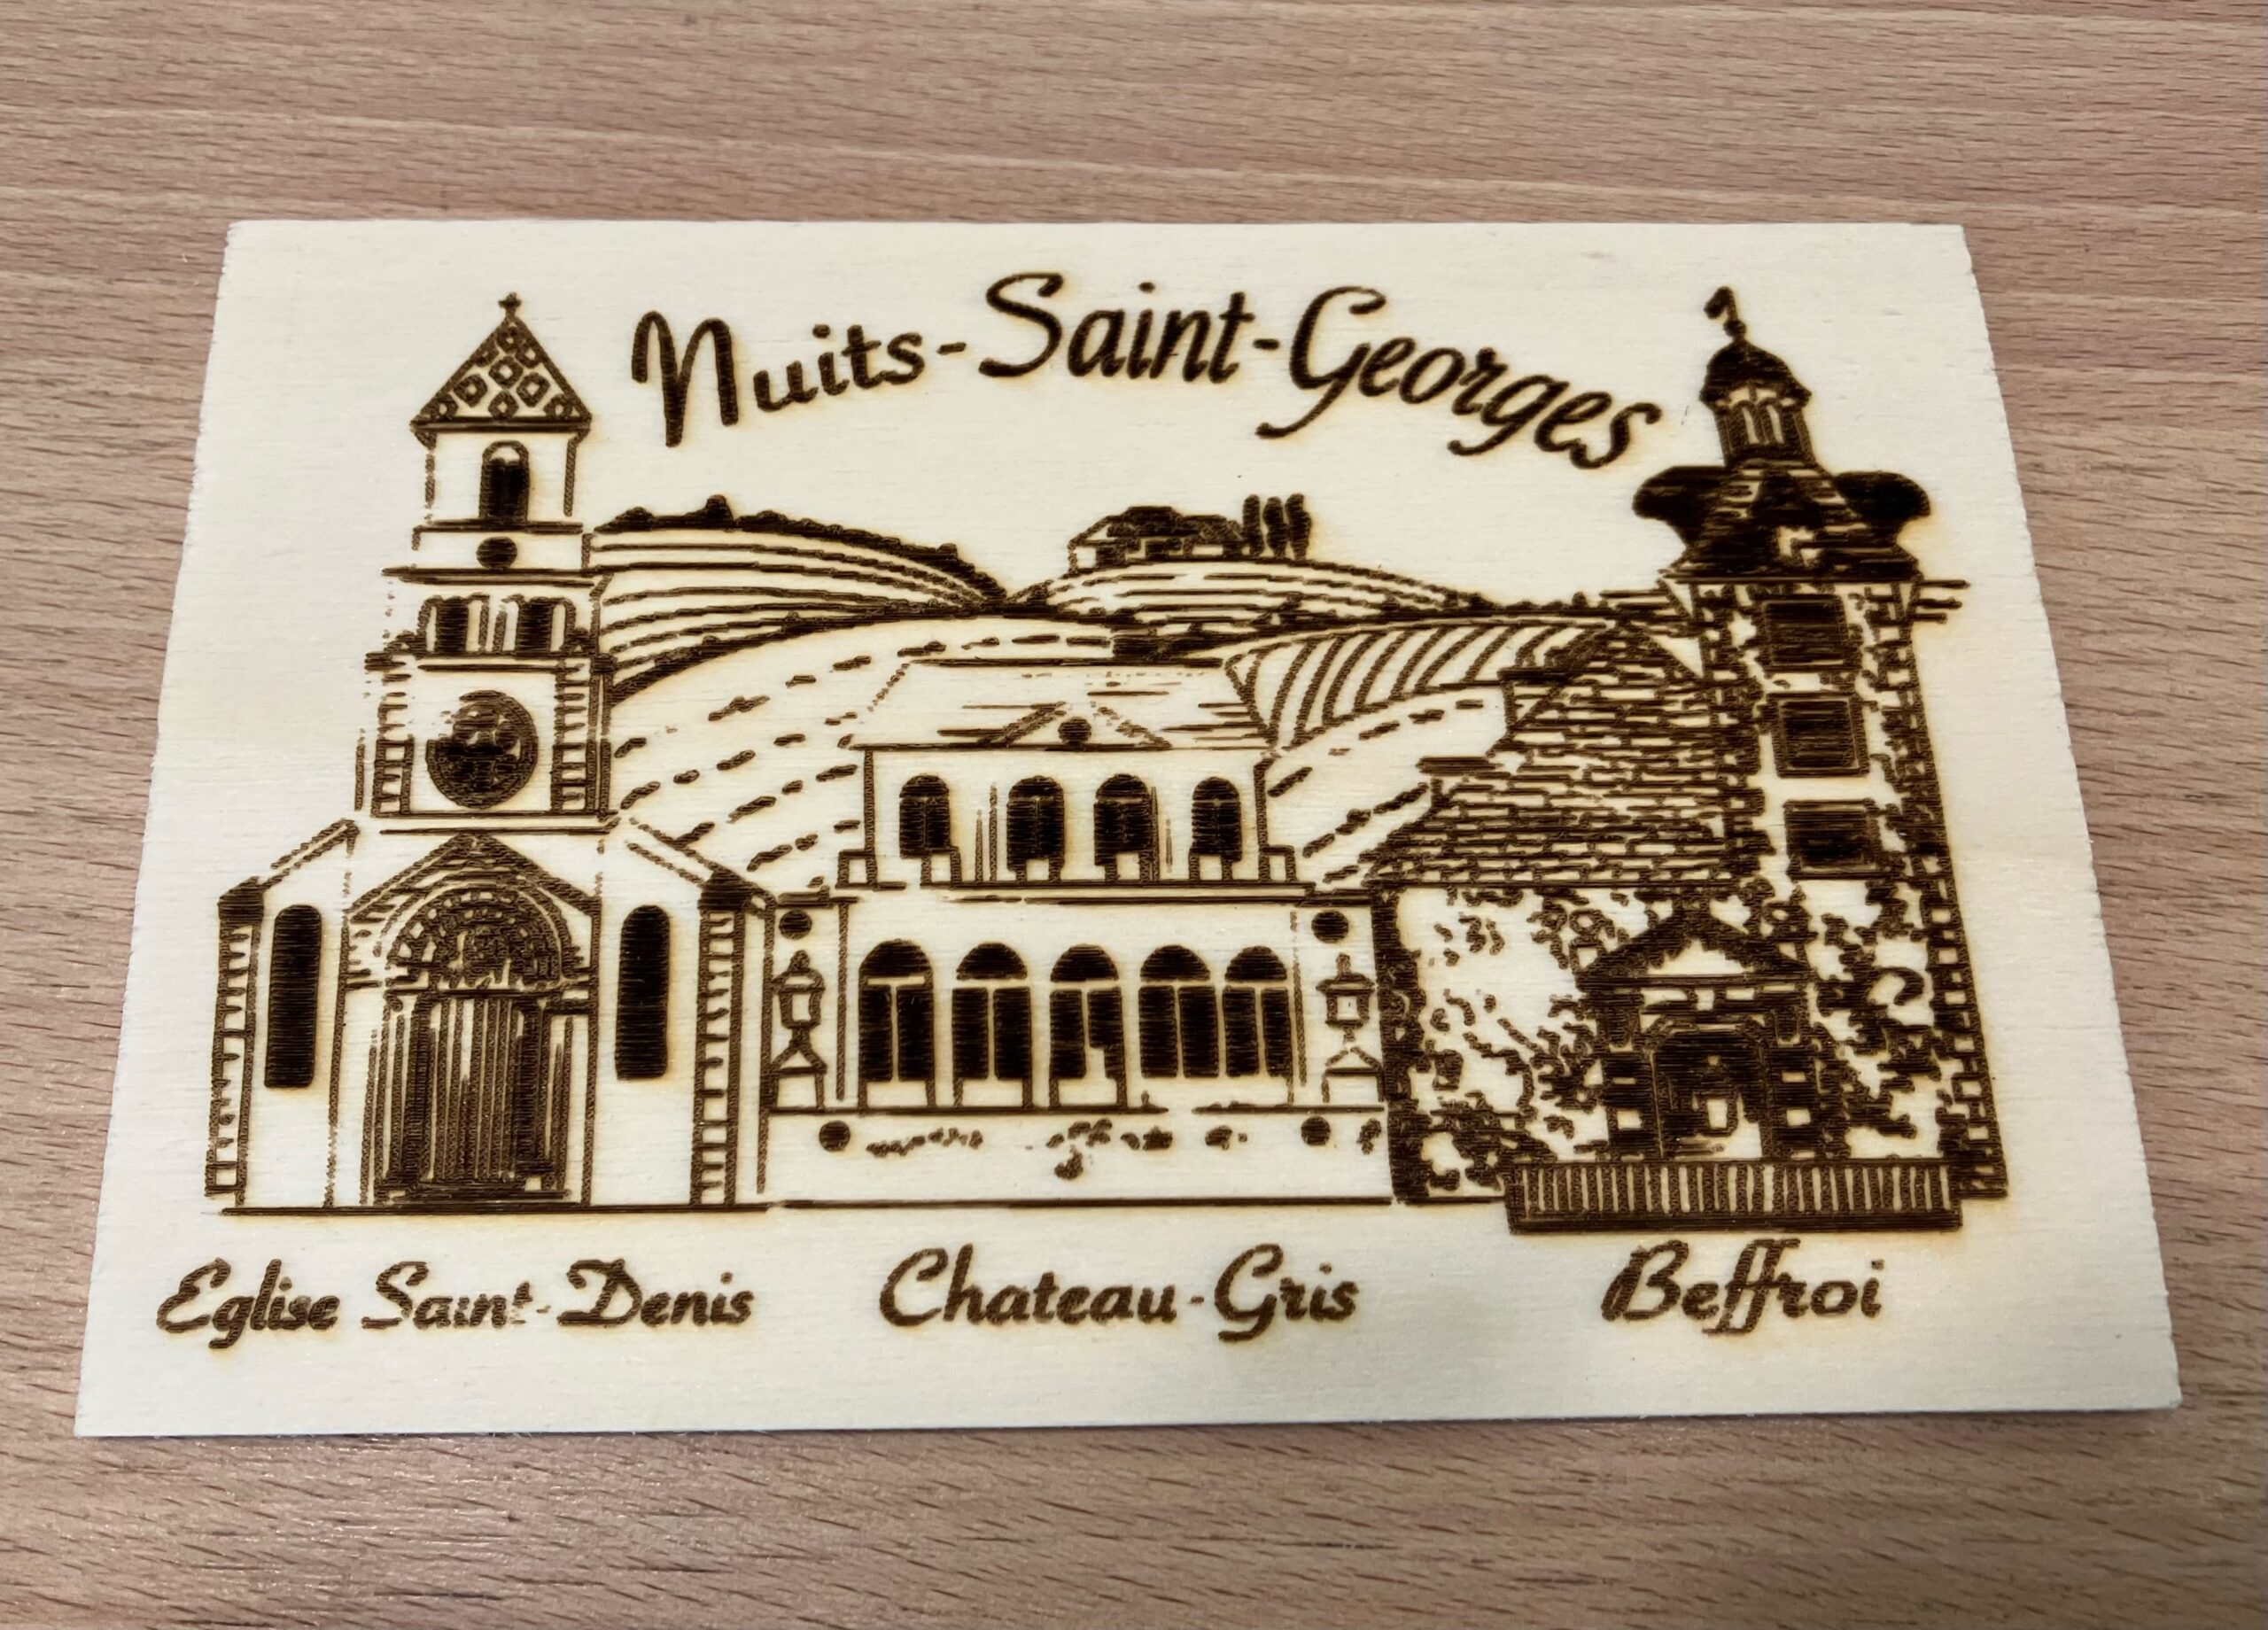 Nuits-Saint-Georges
Eglise Saint-Denis
Chateau-Gris
Beffroi